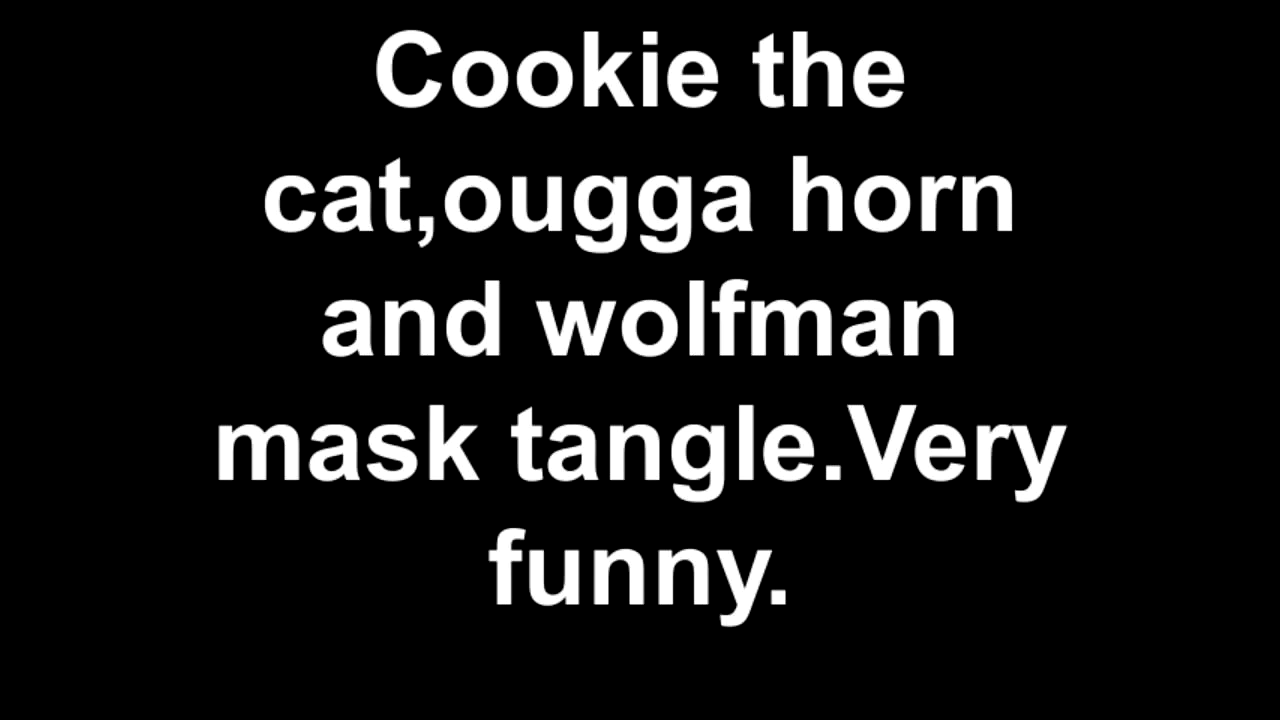 Cookie the
cat,ougga horn
and wolfman
mask tangle.Very
funny.